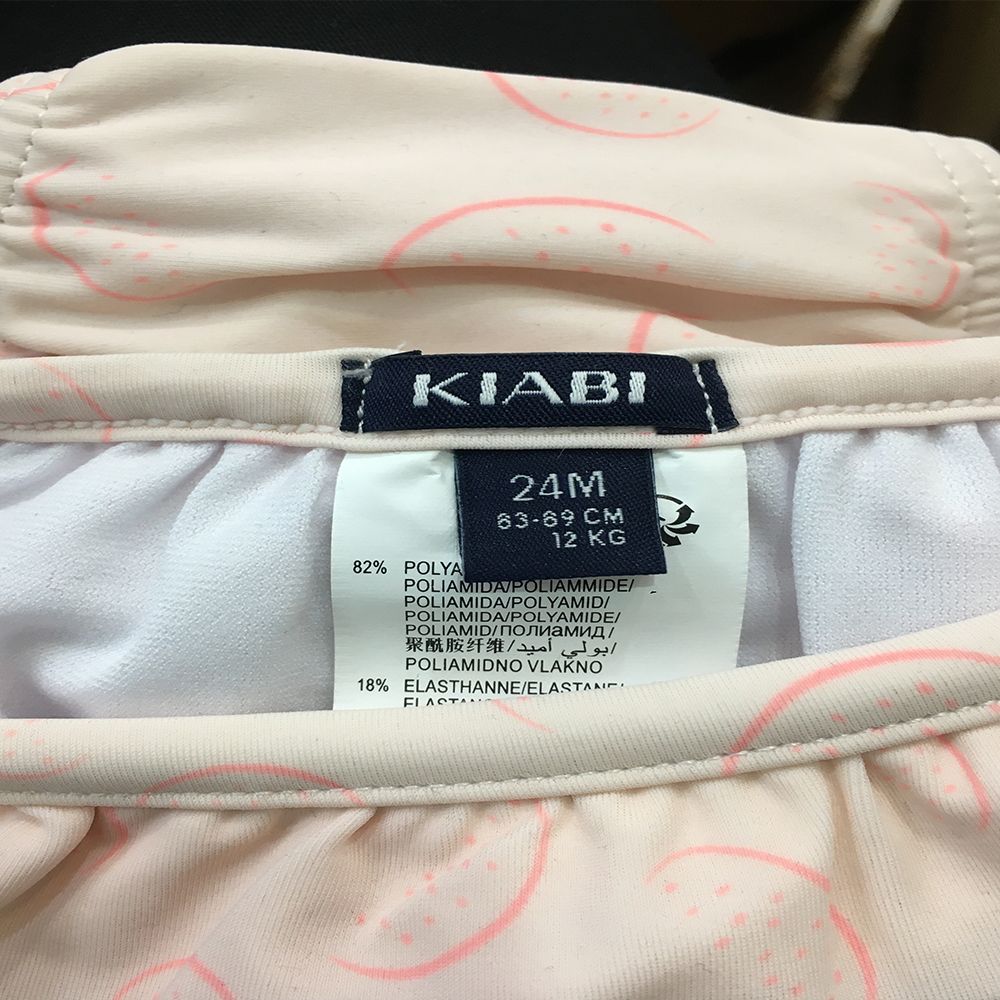 KIABI
24M
83-89 CM
12 KG
82% POLYA
POLIAMIDA/POLIAMMIDE/
POLIAMIDA/POLYAMID/
POLIAMIDA/POLYAMIDE/
POLIAMID/ПОЛИАМИД/
聚酰胺纤维/بولي أميد/
POLIAMIDNO VLAKNO
18% ELASTHANNE/ELASTANE/